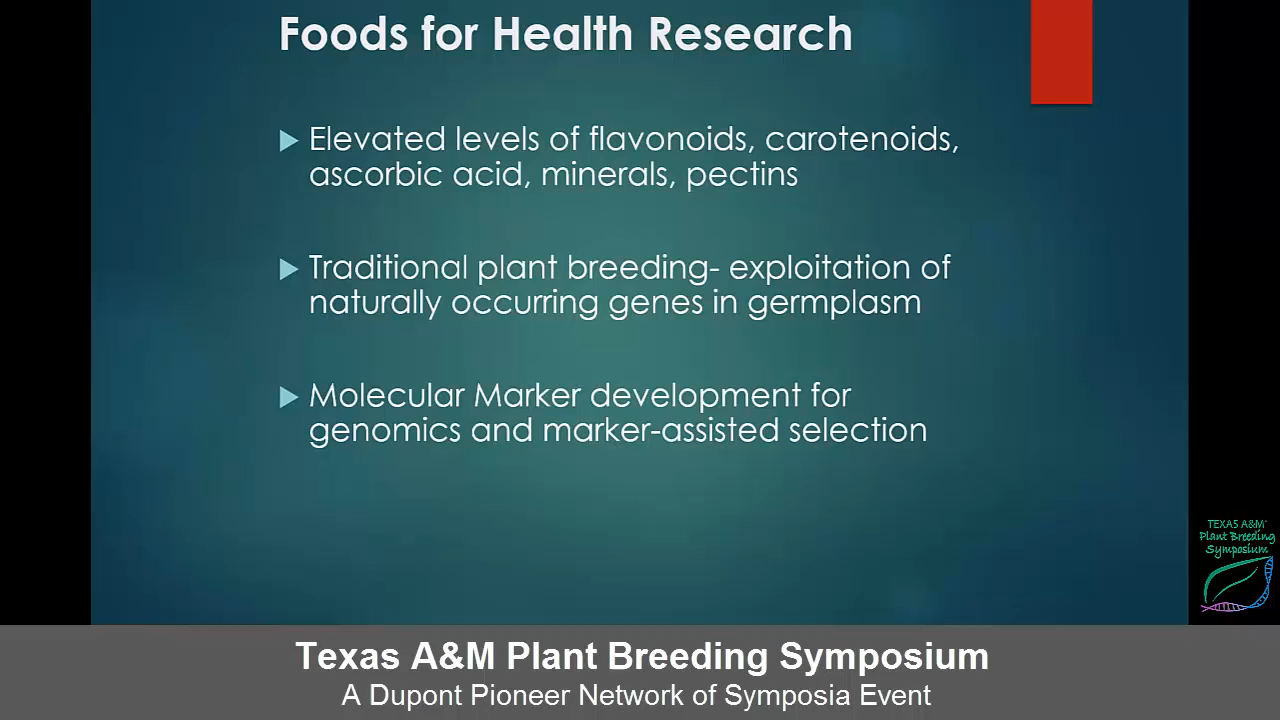 Foods for Health Research
Elevated levels of flavonoids, carotenoids,
ascorbic acid, minerals, pectins
Traditional plant breeding- exploitation of
naturally occurring genes in germplasm
Molecular Marker development for
genomics and marker-assisted selection
TEXAS A&M
Plant Breeding
Symposium
Texas A&M Plant Breeding Symposium
A Dupont Pioneer Network of Symposia Event